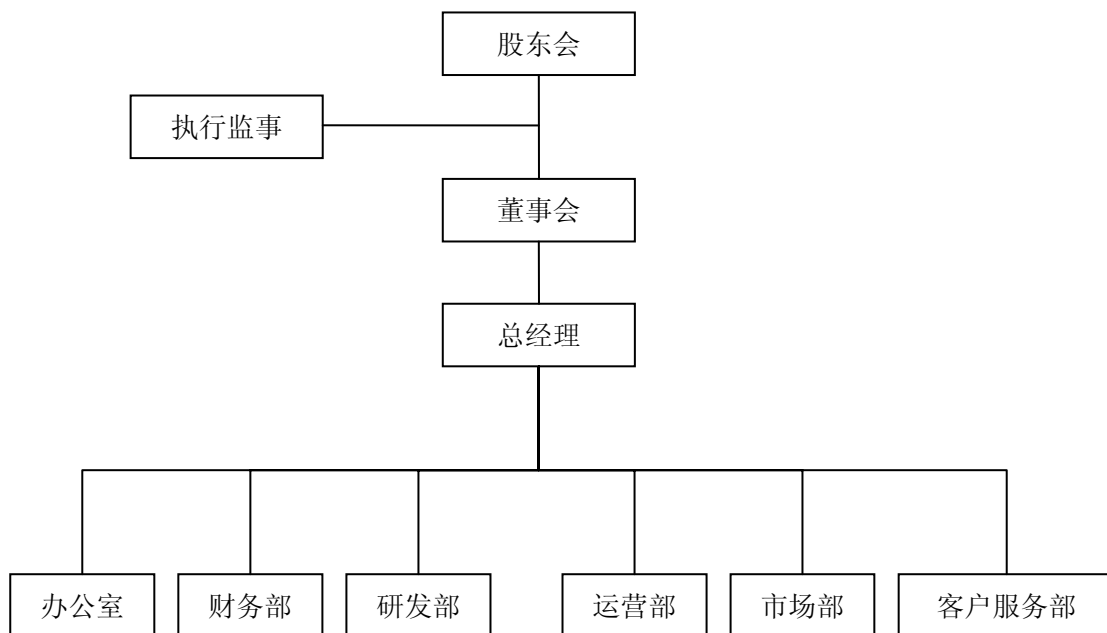 股东会
执行监事
董事会
总经理
办公室
财务部
研发部
运营部
市场部
客户服务部